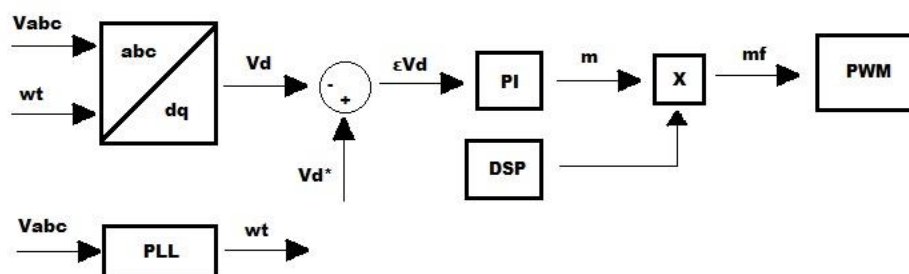 Vabc
wt
abc
dq
Vd
-
+
Vd*
εVd
PI
m
X
mf
PWM
DSP
Vabc
PLL
wt